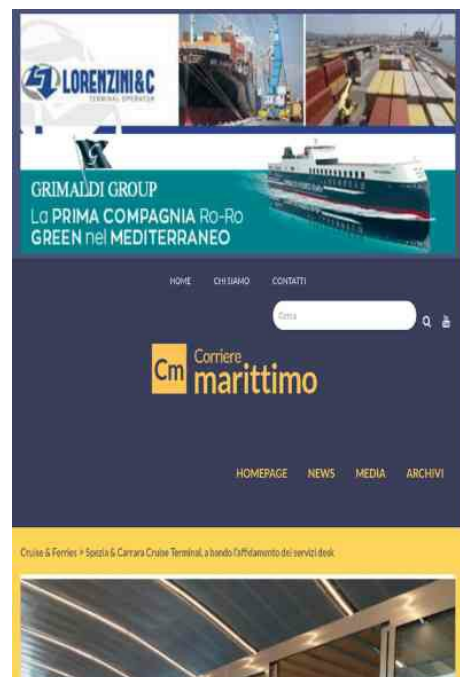 LORENZINI&C
TERMINAL OPERATOR
GRIMALDI GROUP
La PRIMA COMPAGNIA Ro-Ro
GREEN nel MEDITERRANEO
HOME CHI SIAMO CONTATTI
Cerca
Cm Corriere
marittimo
HOMEPAGE NEWS MEDIA ARCHIVI
Cruise & Ferries > Spezia & Carrara Cruise Terminal, a bando l'affidamento dei servizi desk